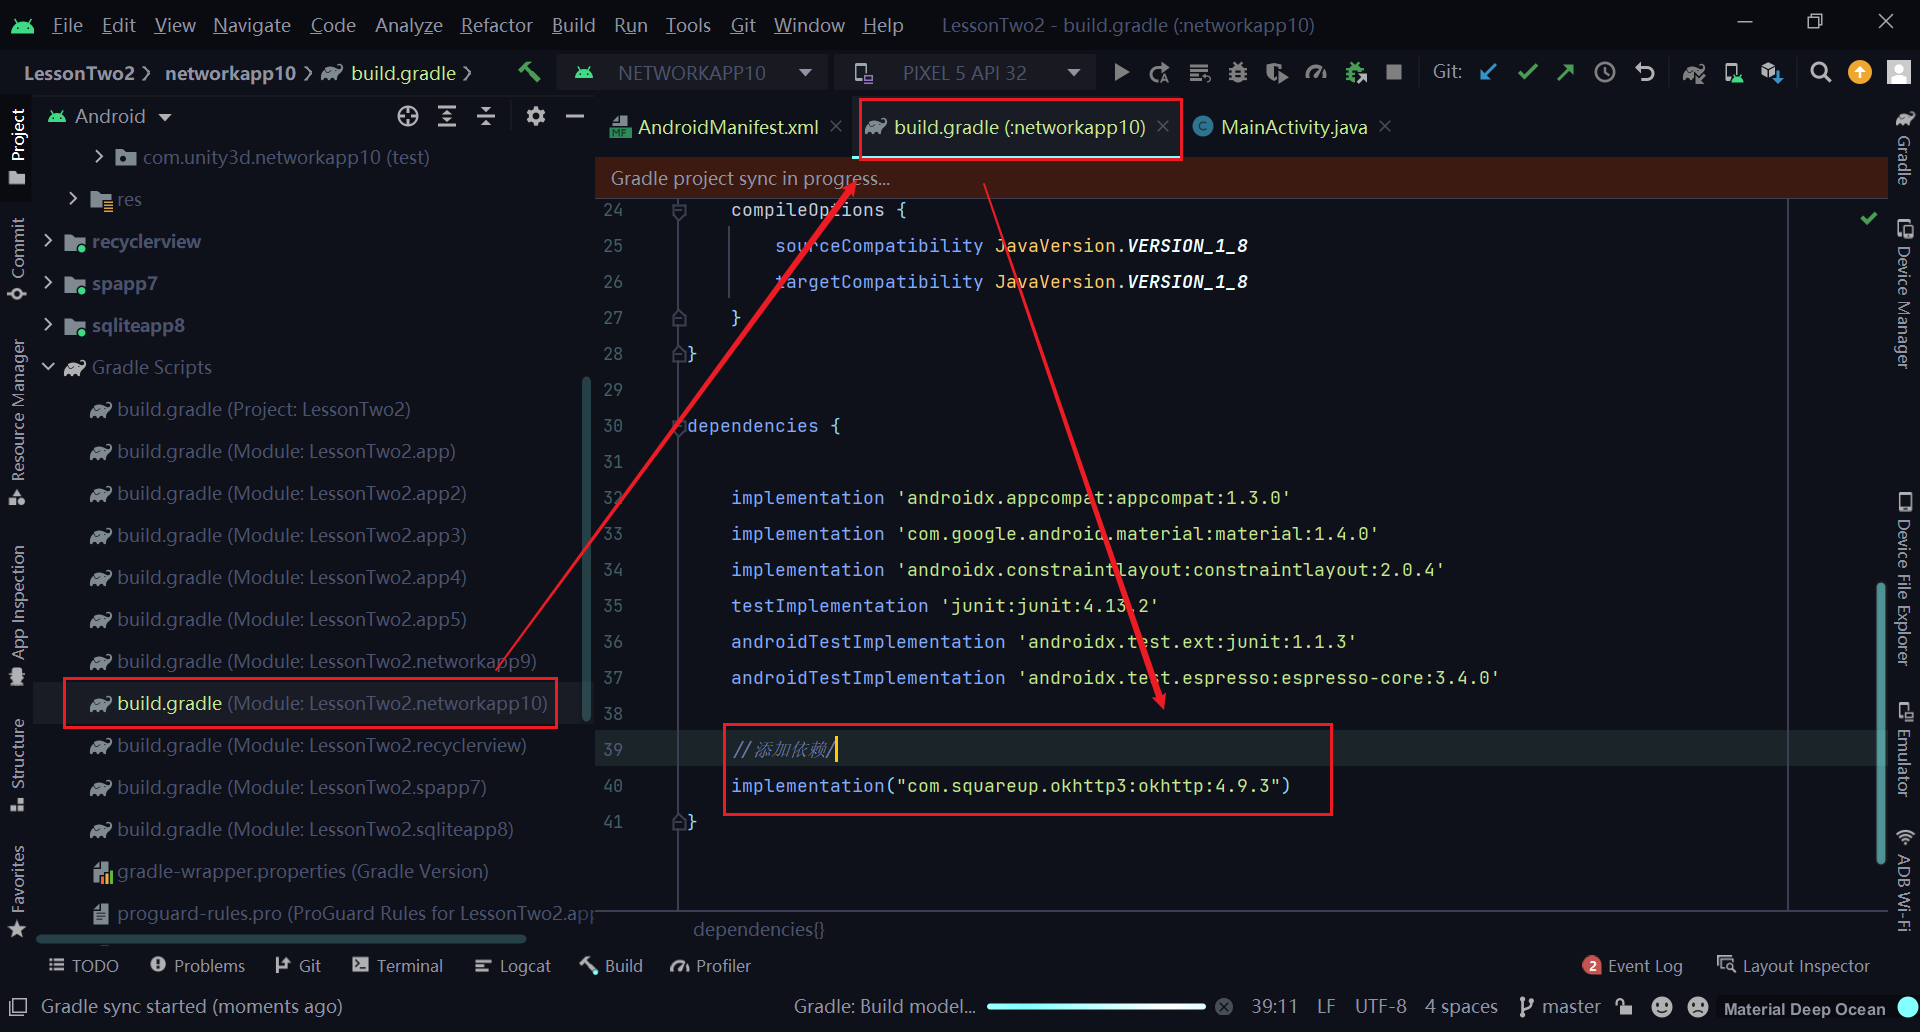 File Edit View Navigate Code Analyze Refactor Build Run Tools Git Window Help LessonTwo2 - build.gradle (:networkapp10)
LessonTwo2 networkapp10 build.gradle NETWORKAPP10 PIXEL 5 API 32 Git:
Project
Commit
Resource Manager
App Inspection
Structure
Favorites
Android
com.unity3d.networkapp10 (test)
res
recyclerview
spapp7
sqliteapp8
Gradle Scripts
build.gradle (Project: LessonTwo2)
build.gradle (Module: LessonTwo2.app)
build.gradle (Module: LessonTwo2.app2)
build.gradle (Module: LessonTwo2.app3)
build.gradle (Module: LessonTwo2.app4)
build.gradle (Module: LessonTwo2.app5)
build.gradle (Module: LessonTwo2.networkapp9)
build.gradle (Module: LessonTwo2.networkapp10)
build.gradle (Module: LessonTwo2.recyclerview)
build.gradle (Module: LessonTwo2.spapp7)
build.gradle (Module: LessonTwo2.sqliteapp8)
gradle-wrapper.properties (Gradle Version)
proguard-rules.pro (ProGuard Rules for LessonTwo2.app
MF AndroidManifest.xml build.gradle (:networkapp10) C MainActivity.java
Gradle project sync in progress...
24 compileOptions {
25 sourceCompatibility JavaVersion.VERSION_1_8
26 targetCompatibility JavaVersion.VERSION_1_8
27 }
28 }
29
30 dependencies {
31
32 implementation 'androidx.appcompat:appcompat:1.3.0'
33 implementation 'com.google.android.material:material:1.4.0'
34 implementation 'androidx.constraintlayout:constraintlayout:2.0.4'
35 testImplementation 'junit:junit:4.13.2'
36 androidTestImplementation 'androidx.test.ext:junit:1.1.3'
37 androidTestImplementation 'androidx.test.espresso:espresso-core:3.4.0'
38
39 //添加依赖/
40 implementation("com.squareup.okhttp3:okhttp:4.9.3")
41 }
dependencies{}
Gradle
Device Manager
Device File Explorer
Emulator
ADB Wi-Fi
TODO Problems Git Terminal Logcat Build Profiler 2 Event Log Layout Inspector
Gradle sync started (moments ago) Gradle: Build model... 39:11 LF UTF-8 4 spaces master Material Deep Ocean